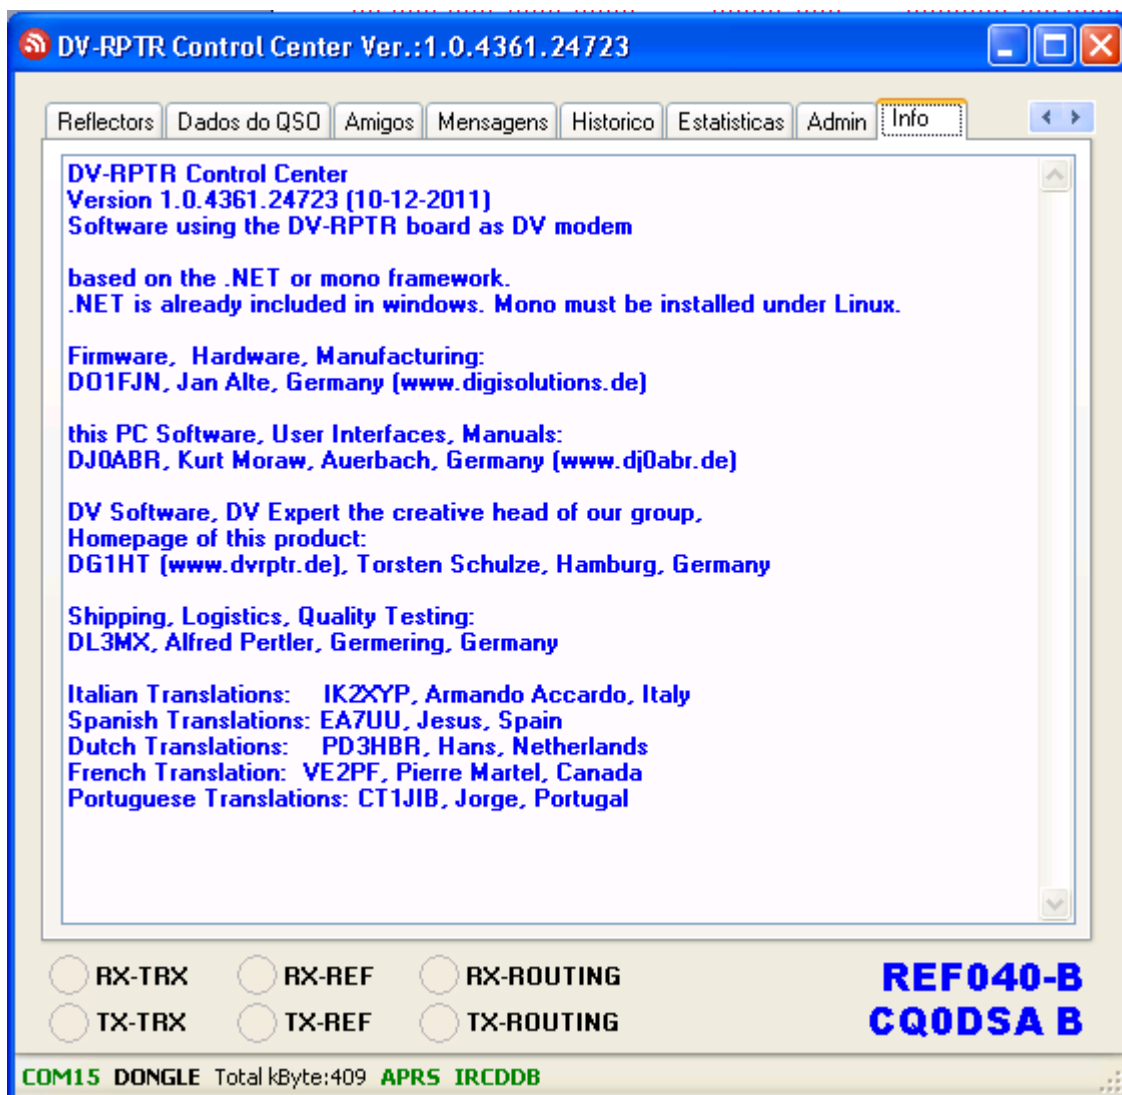 DV-RPTR Control Center Ver.:1.0.4361.24723
Reflectors Dados do QSO Amigos Mensagens Historico Estatisticas Admin Info
DV-RPTR Control Center
Version 1.0.4361.24723 (10-12-2011)
Software using the DV-RPTR board as DV modem
based on the .NET or mono framework.
.NET is already included in windows. Mono must be installed under Linux.
Firmware, Hardware, Manufacturing:
DO1FJN, Jan Alte, Germany (www.digisolutions.de)
this PC Software, User Interfaces, Manuals:
DJ0ABR, Kurt Moraw, Auerbach, Germany (www.dj0abr.de)
DV Software, DV Expert the creative head of our group,
Homepage of this product:
DG1HT (www.dvrptr.de), Torsten Schulze, Hamburg, Germany
Shipping, Logistics, Quality Testing:
DL3MX, Alfred Pertler, Germering, Germany
Italian Translations: IK2XYP, Armando Accardo, Italy
Spanish Translations: EA7UU, Jesus, Spain
Dutch Translations: PD3HBR, Hans, Netherlands
French Translation: VE2PF, Pierre Martel, Canada
Portuguese Translations: CT1JIB, Jorge, Portugal
RX-TRX RX-REF RX-ROUTING REF040-B
TX-TRX TX-REF TX-ROUTING CQ0DSA B
COM15 DONGLE Total kByte:409 APRS IRCDDB